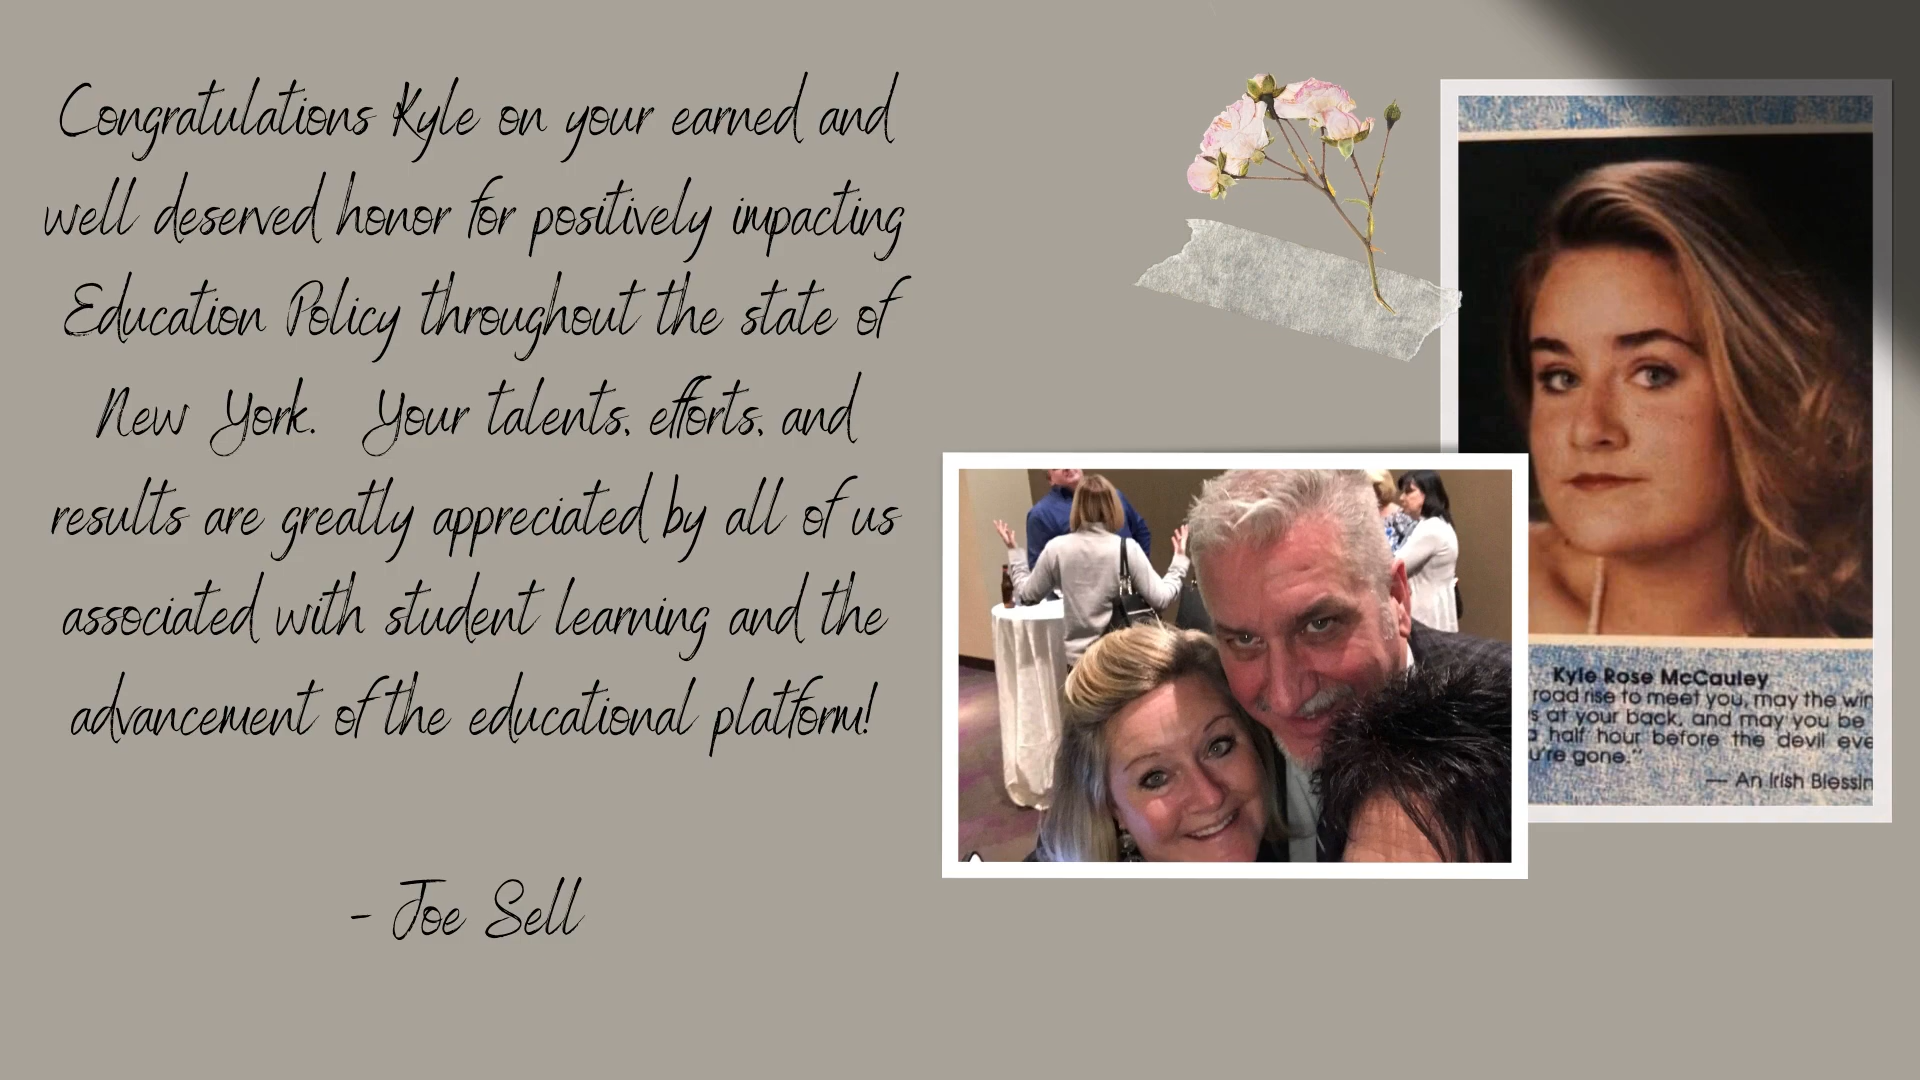 Congratulations Kyle on your earned and
well deserved honor for positively impacting
Education Policy throughout the state of
New York. Your talents, efforts, and
results are greatly appreciated by all of us
associated with student learning and the
advancement of the educational platform!
- Joe Sell
Kyle Rose McCauley
road rise to meet you, may the win
s at your back, and may you be
a half hour before the devil eve
u're gone."
— An Irish Blessin